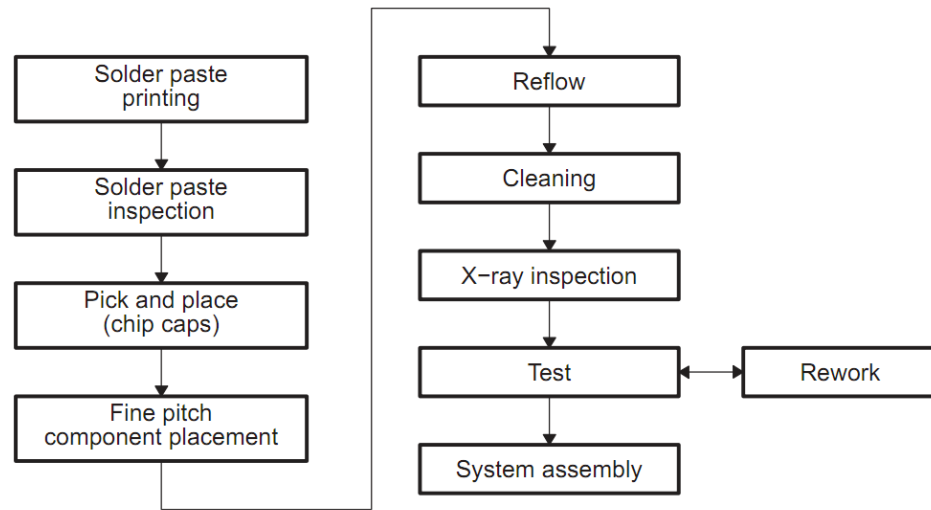 Solder paste
printing
Solder paste
inspection
Pick and place
(chip caps)
Fine pitch
component placement
Reflow
Cleaning
X−ray inspection
Test
Rework
System assembly